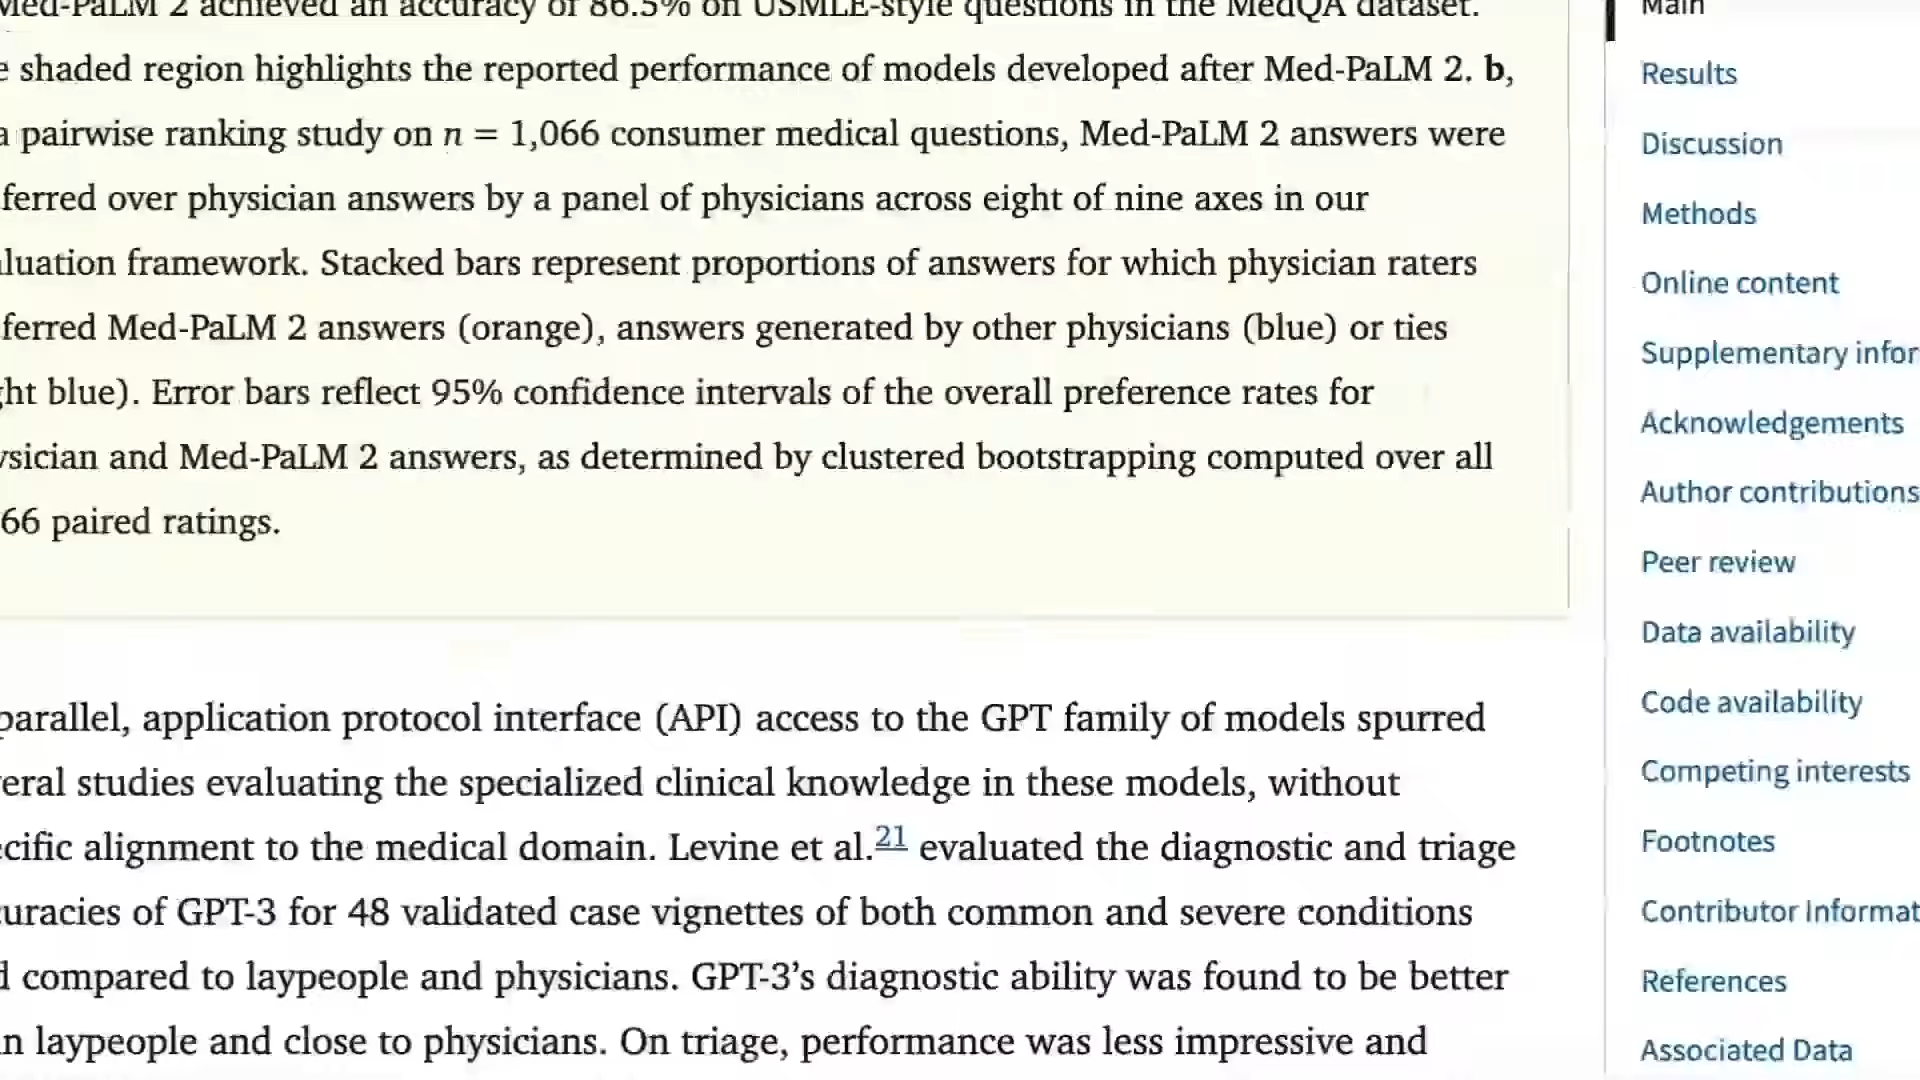 Med-PaLM 2 achieved an accuracy of 86.5% on USMLE-style questions in the MedQA dataset.
shaded region highlights the reported performance of models developed after Med-PaLM 2. b,
a pairwise ranking study on n = 1,066 consumer medical questions, Med-PaLM 2 answers were
ferred over physician answers by a panel of physicians across eight of nine axes in our
luation framework. Stacked bars represent proportions of answers for which physician raters
ferred Med-PaLM 2 answers (orange), answers generated by other physicians (blue) or ties
ght blue). Error bars reflect 95% confidence intervals of the overall preference rates for
ysician and Med-PaLM 2 answers, as determined by clustered bootstrapping computed over all
66 paired ratings.
parallel, application protocol interface (API) access to the GPT family of models spurred
veral studies evaluating the specialized clinical knowledge in these models, without
ecific alignment to the medical domain. Levine et al.21 evaluated the diagnostic and triage
curacies of GPT-3 for 48 validated case vignettes of both common and severe conditions
d compared to laypeople and physicians. GPT-3’s diagnostic ability was found to be better
n laypeople and close to physicians. On triage, performance was less impressive and
Main
Results
Discussion
Methods
Online content
Supplementary infor
Acknowledgements
Author contributions
Peer review
Data availability
Code availability
Competing interests
Footnotes
Contributor Informat
References
Associated Data